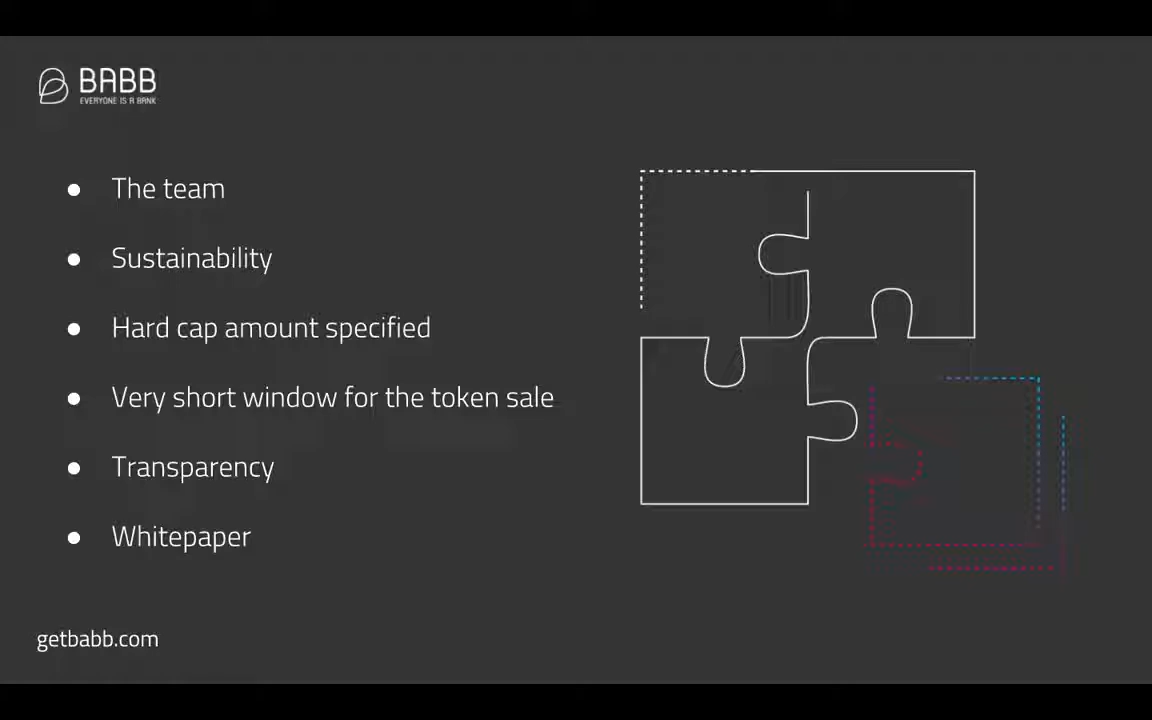 BABB
EVERYONE IS A BANK
The team
Sustainability
Hard cap amount specified
Very short window for the token sale
Transparency
Whitepaper
getbabb.com